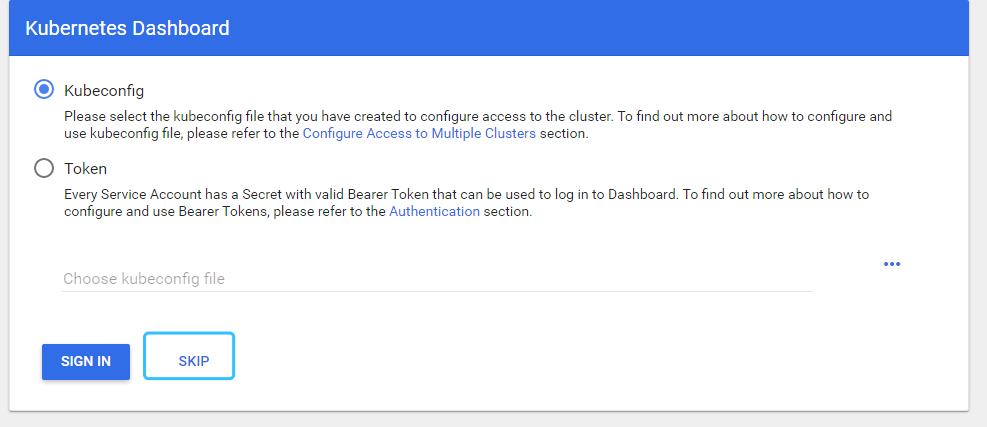 Kubernetes Dashboard
Kubeconfig
Please select the kubeconfig file that you have created to configure access to the cluster. To find out more about how to configure and
use kubeconfig file, please refer to the Configure Access to Multiple Clusters section.
Token
Every Service Account has a Secret with valid Bearer Token that can be used to log in to Dashboard. To find out more about how to
configure and use Bearer Tokens, please refer to the Authentication section.
Choose kubeconfig file
SIGN IN SKIP